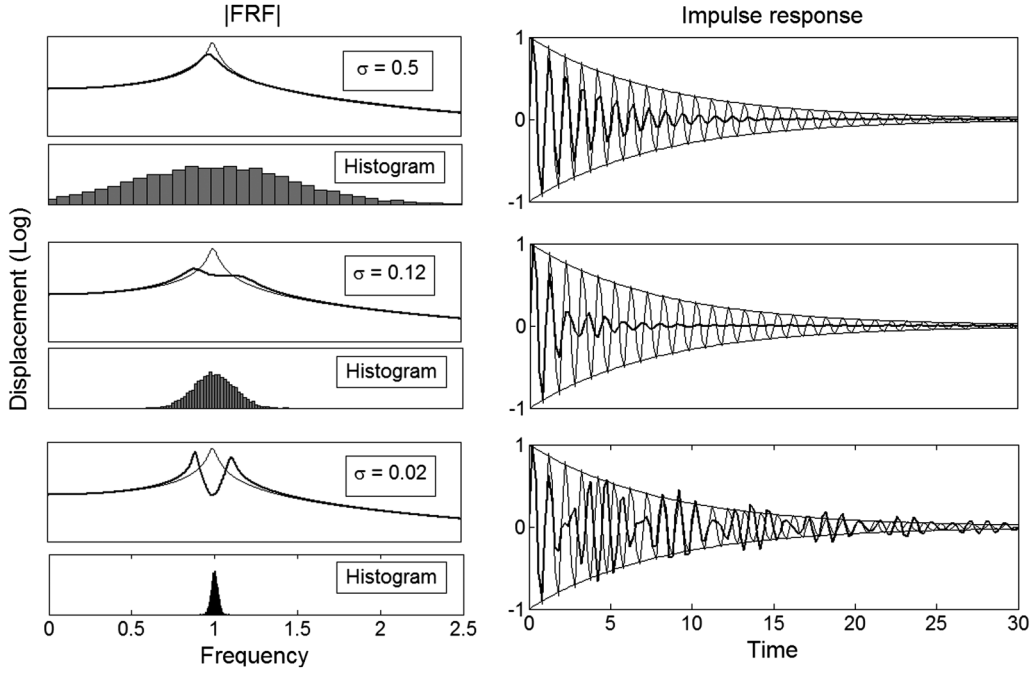 |FRF|
Impulse response
Displacement (Log)
σ = 0.5
Histogram
σ = 0.12
Histogram
σ = 0.02
Histogram
0 0.5 1 1.5 2 2.5
Frequency
1
0
-1
1
0
-1
1
0
-1
0 5 10 15 20 25 30
Time